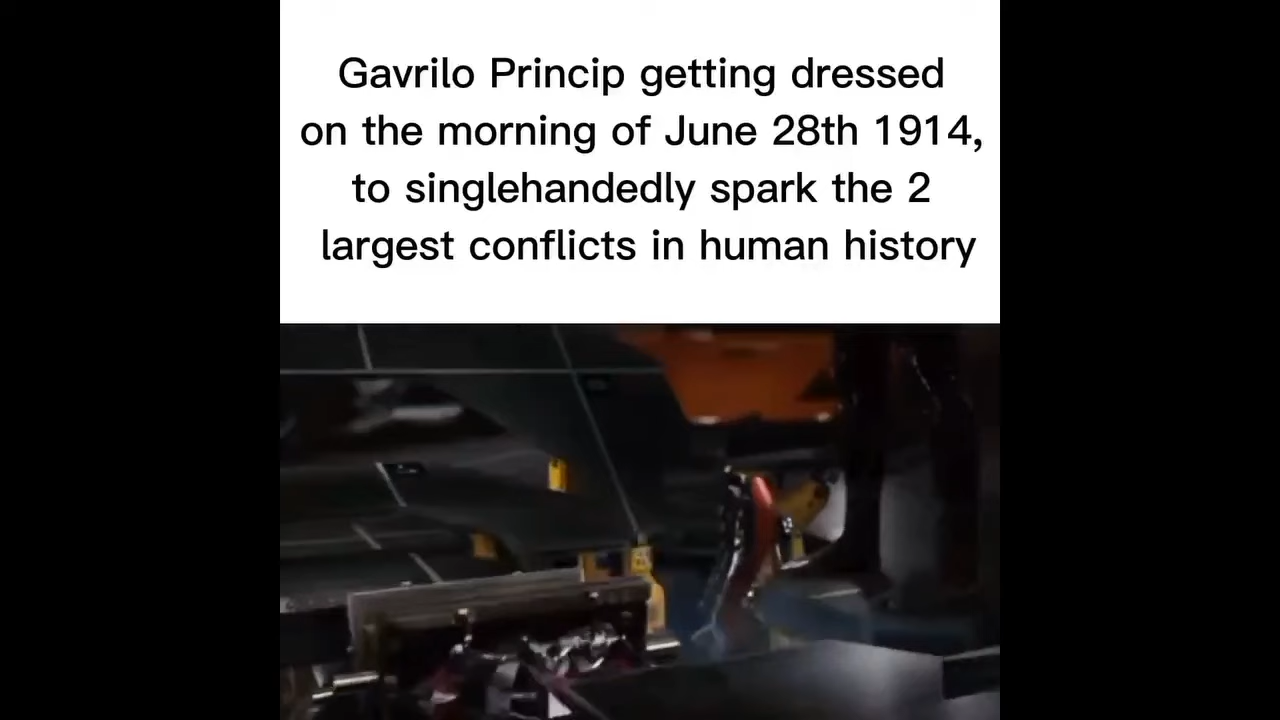 Gavrilo Princip getting dressed
on the morning of June 28th 1914,
to singlehandedly spark the 2
largest conflicts in human history